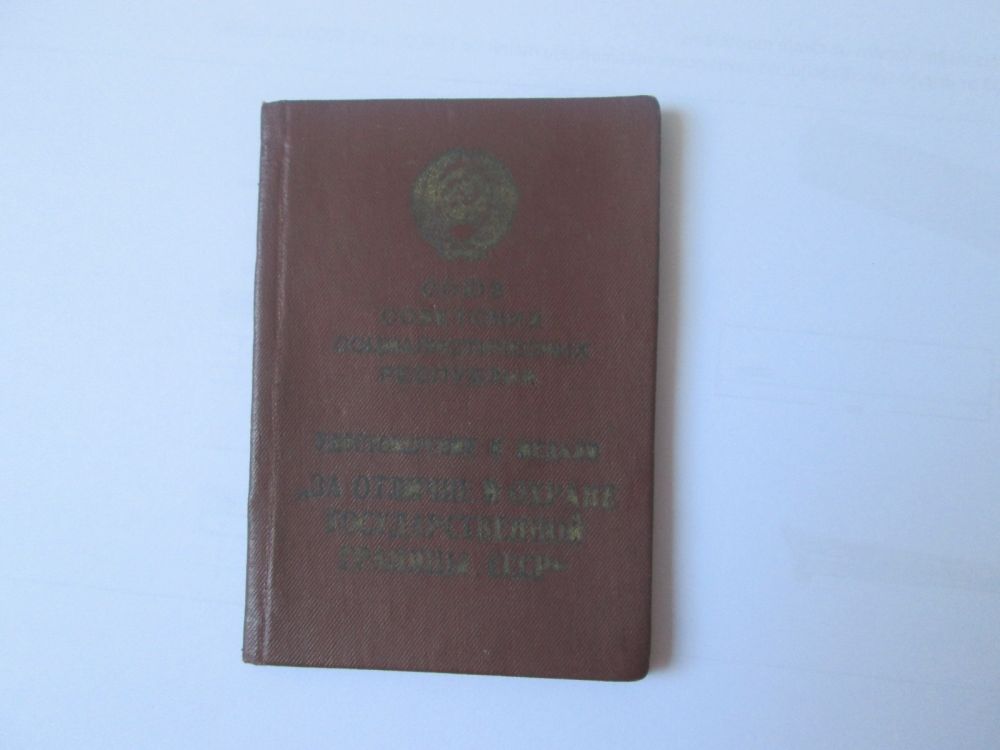 СОЮЗ
СОВЕТСКИХ
СОЦИАЛИСТИЧЕСКИХ
РЕСПУБЛИК
УДОСТОВЕРЕНИЕ К МЕДАЛИ
„ЗА ОТЛИЧИЕ В ОХРАНЕ
ГОСУДАРСТВЕННОЙ
ГРАНИЦЫ СССР“